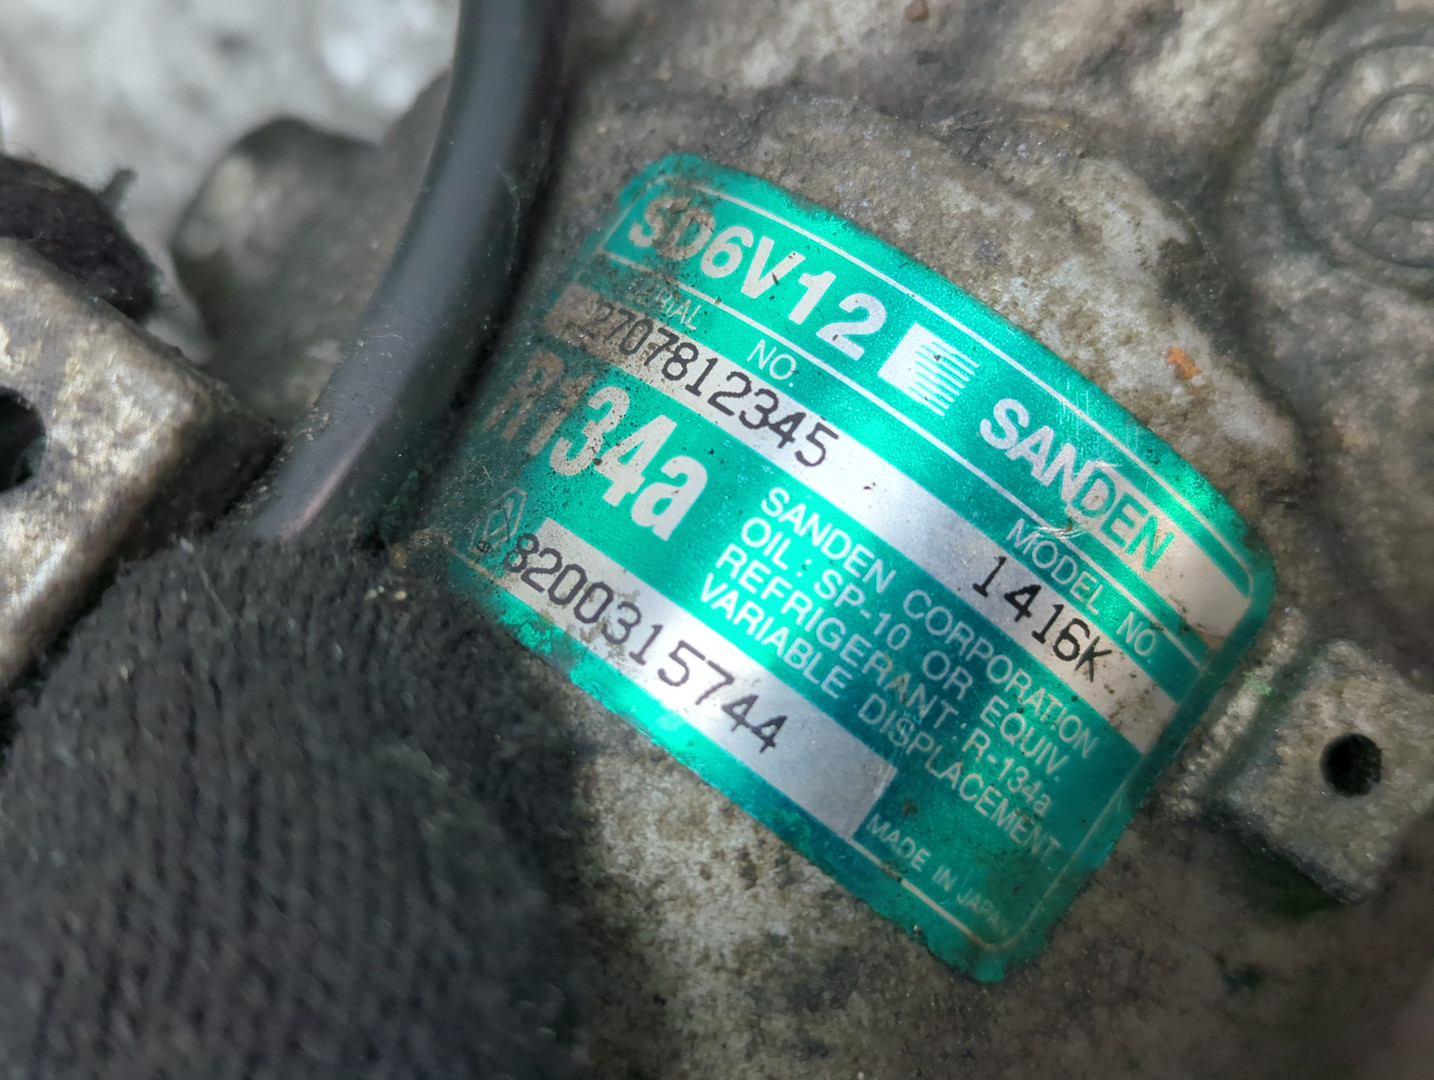 SD6V12 SANDEN
SERIAL NO. MODEL NO.
2707812345 1416K
R134a
SANDEN CORPORATION
OIL : SP-10 OR EQUIV.
REFRIGERANT : R-134a
VARIABLE DISPLACEMENT
8200315744
MADE IN JAPAN